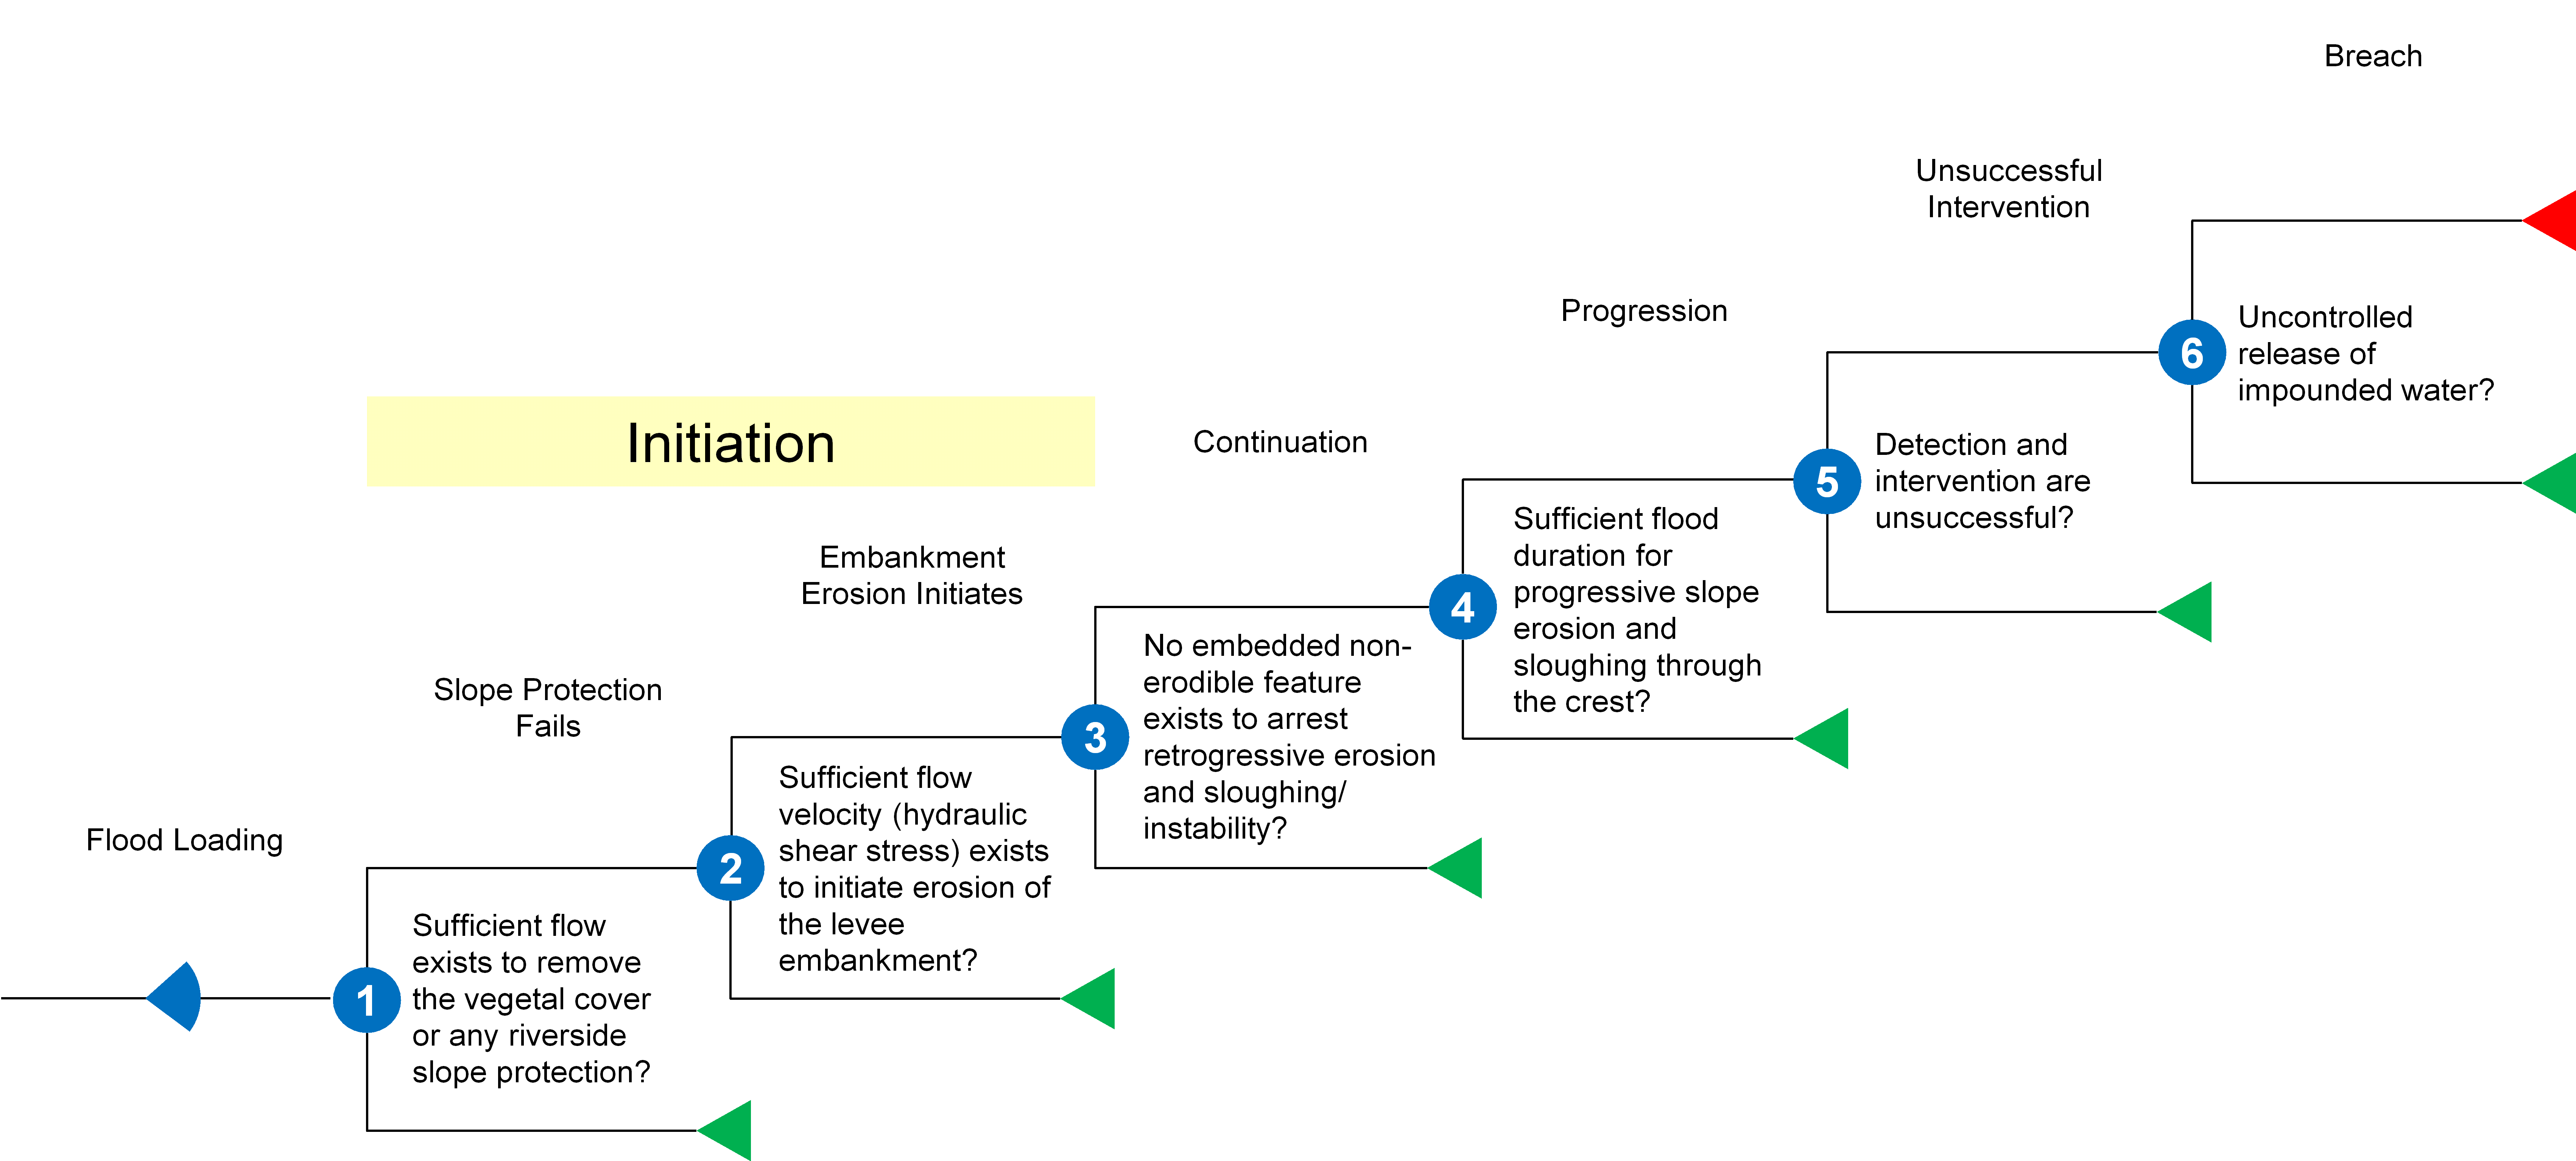 Breach
Unsuccessful
Intervention
Progression
Uncontrolled
release of
impounded water?
6
Initiation
Continuation
Detection and
intervention are
unsuccessful?
5
Embankment
Erosion Initiates
Sufficient flood
duration for
progressive slope
erosion and
sloughing through
the crest?
4
Slope Protection
Fails
No embedded non-
erodible feature
exists to arrest
retrogressive erosion
and sloughing/
instability?
3
Flood Loading
Sufficient flow
velocity (hydraulic
shear stress) exists
to initiate erosion of
the levee
embankment?
2
Sufficient flow
exists to remove
the vegetal cover
or any riverside
slope protection?
1